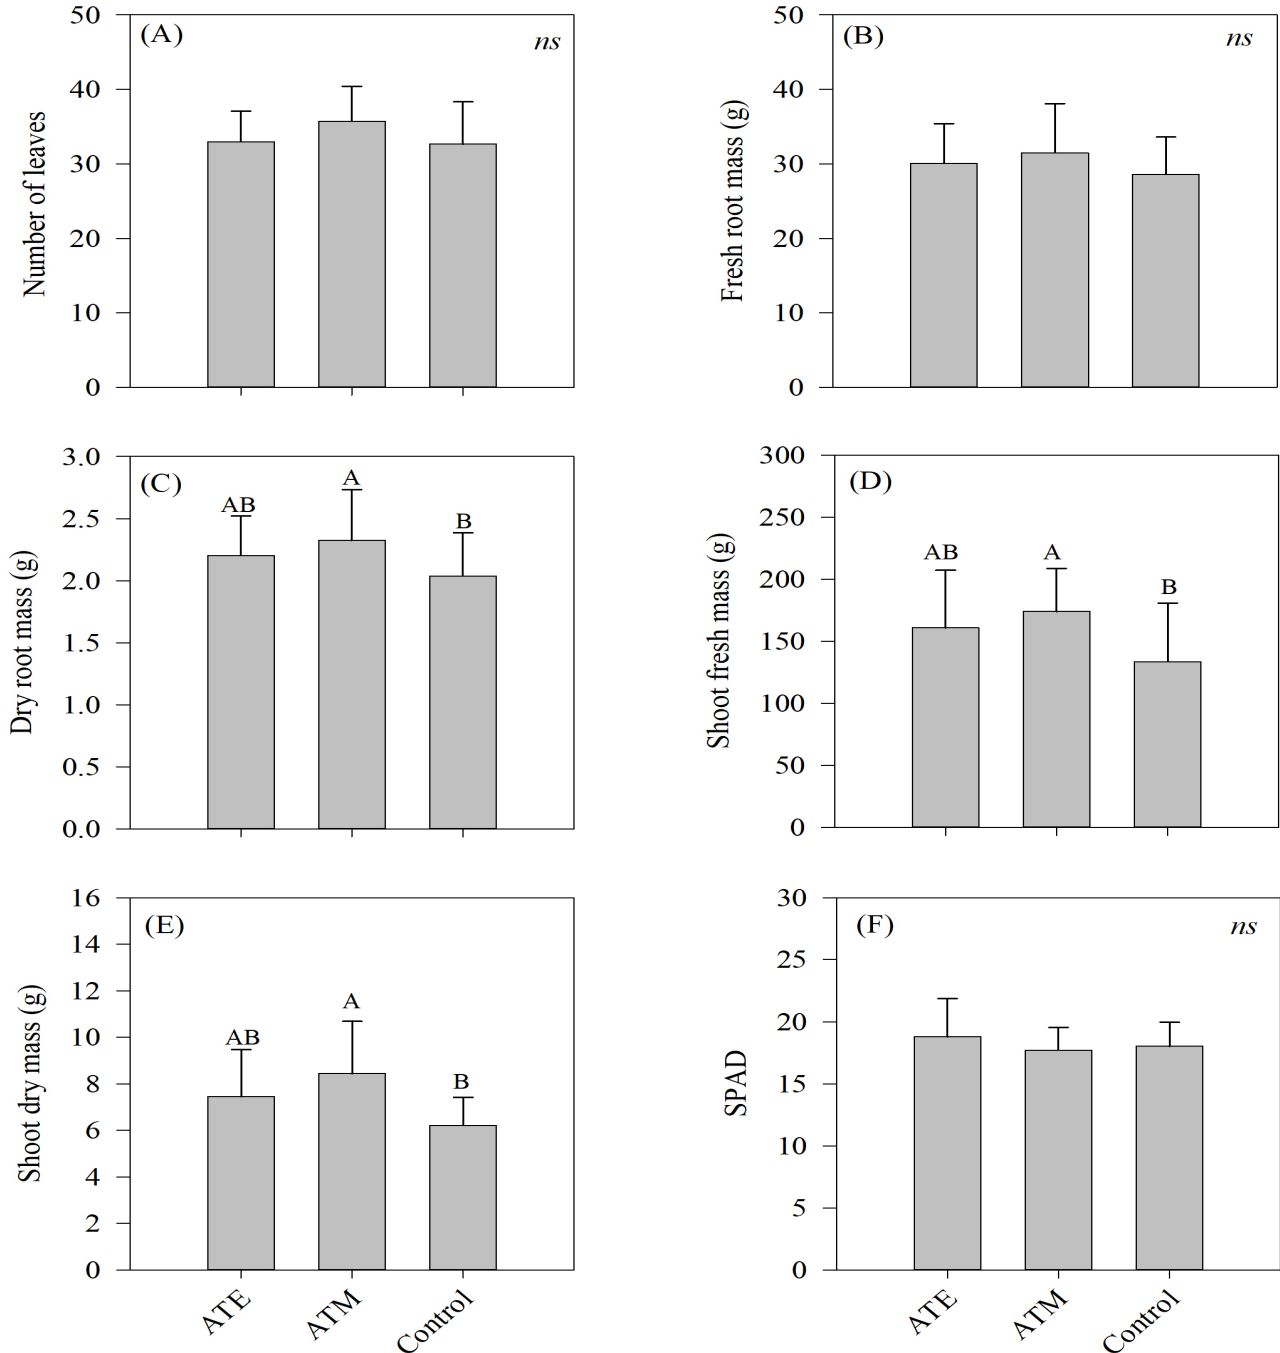 (A)
ns
Number of leaves
50
40
30
20
10
0
(B)
ns
Fresh root mass (g)
50
40
30
20
10
0
(C)
AB
A
B
Dry root mass (g)
3.0
2.5
2.0
1.5
1.0
0.5
0.0
(D)
AB
A
B
Shoot fresh mass (g)
300
250
200
150
100
50
0
(E)
AB
A
B
Shoot dry mass (g)
16
14
12
10
8
6
4
2
0
ATE
ATM
Control
(F)
ns
SPAD
30
25
20
15
10
5
0
ATE
ATM
Control